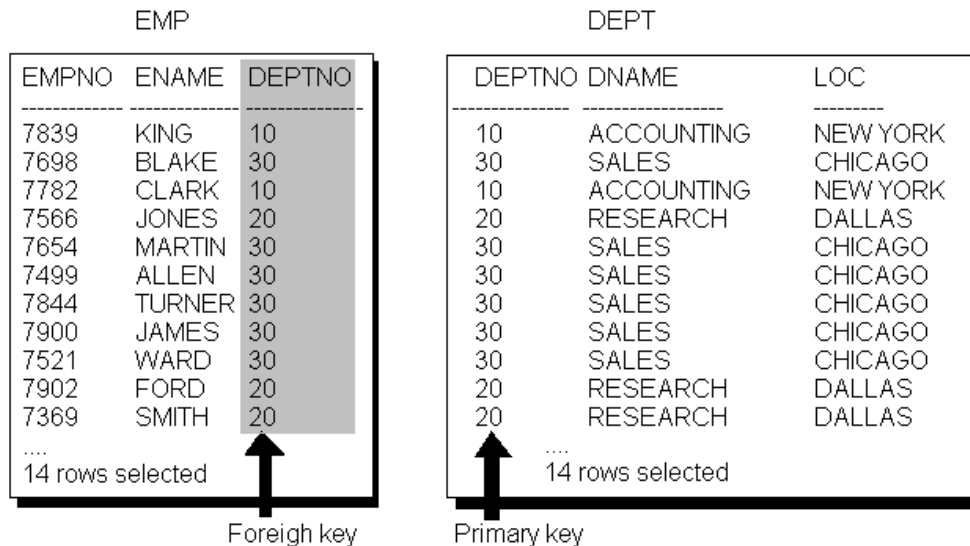 EMP
EMPNO ENAME DEPTNO
------------- -------------- ---------------
7839 KING 10
7698 BLAKE 30
7782 CLARK 10
7566 JONES 20
7654 MARTIN 30
7499 ALLEN 30
7844 TURNER 30
7900 JAMES 30
7521 WARD 30
7902 FORD 20
7369 SMITH 20
....
14 rows selected
Foreigh key
DEPT
DEPTNO DNAME LOC
--------------- ------------------ ---------
10 ACCOUNTING NEW YORK
30 SALES CHICAGO
10 ACCOUNTING NEW YORK
20 RESEARCH DALLAS
30 SALES CHICAGO
30 SALES CHICAGO
30 SALES CHICAGO
30 SALES CHICAGO
30 SALES CHICAGO
20 RESEARCH DALLAS
20 RESEARCH DALLAS
....
14 rows selected
Primary key